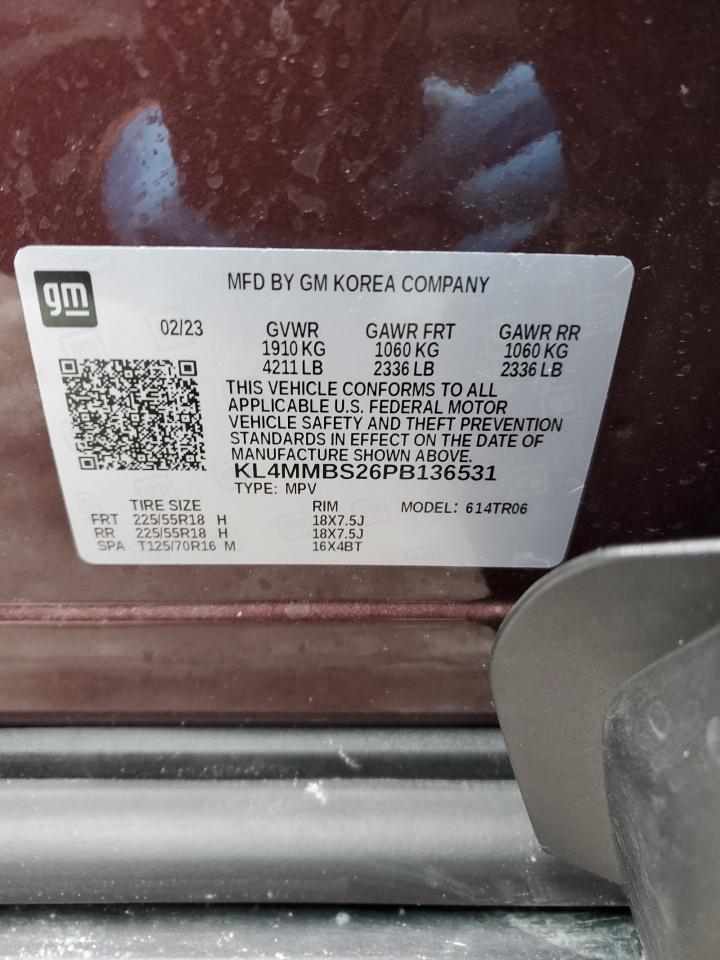 gm
MFD BY GM KOREA COMPANY
02/23 GVWR GAWR FRT GAWR RR
1910 KG 1060 KG 1060 KG
4211 LB 2336 LB 2336 LB
THIS VEHICLE CONFORMS TO ALL
APPLICABLE U.S. FEDERAL MOTOR
VEHICLE SAFETY AND THEFT PREVENTION
STANDARDS IN EFFECT ON THE DATE OF
MANUFACTURE SHOWN ABOVE.
KL4MMBS26PB136531
TYPE: MPV
TIRE SIZE RIM MODEL: 614TR06
FRT 225/55R18 H 18X7.5J
RR 225/55R18 H 18X7.5J
SPA T125/70R16 M 16X4BT